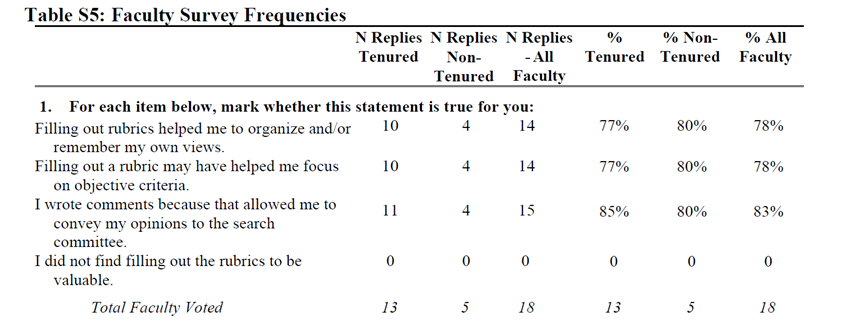 Table S5: Faculty Survey Frequencies
N Replies N Replies N Replies % % Non- % All
Tenured Non- - All Tenured Tenured Faculty
Tenured Faculty
1. For each item below, mark whether this statement is true for you:
Filling out rubrics helped me to organize and/or 10 4 14 77% 80% 78%
remember my own views.
Filling out a rubric may have helped me focus 10 4 14 77% 80% 78%
on objective criteria.
I wrote comments because that allowed me to
convey my opinions to the search 11 4 15 85% 80% 83%
committee.
I did not find filling out the rubrics to be 0 0 0 0 0 0
valuable.
Total Faculty Voted 13 5 18 13 5 18